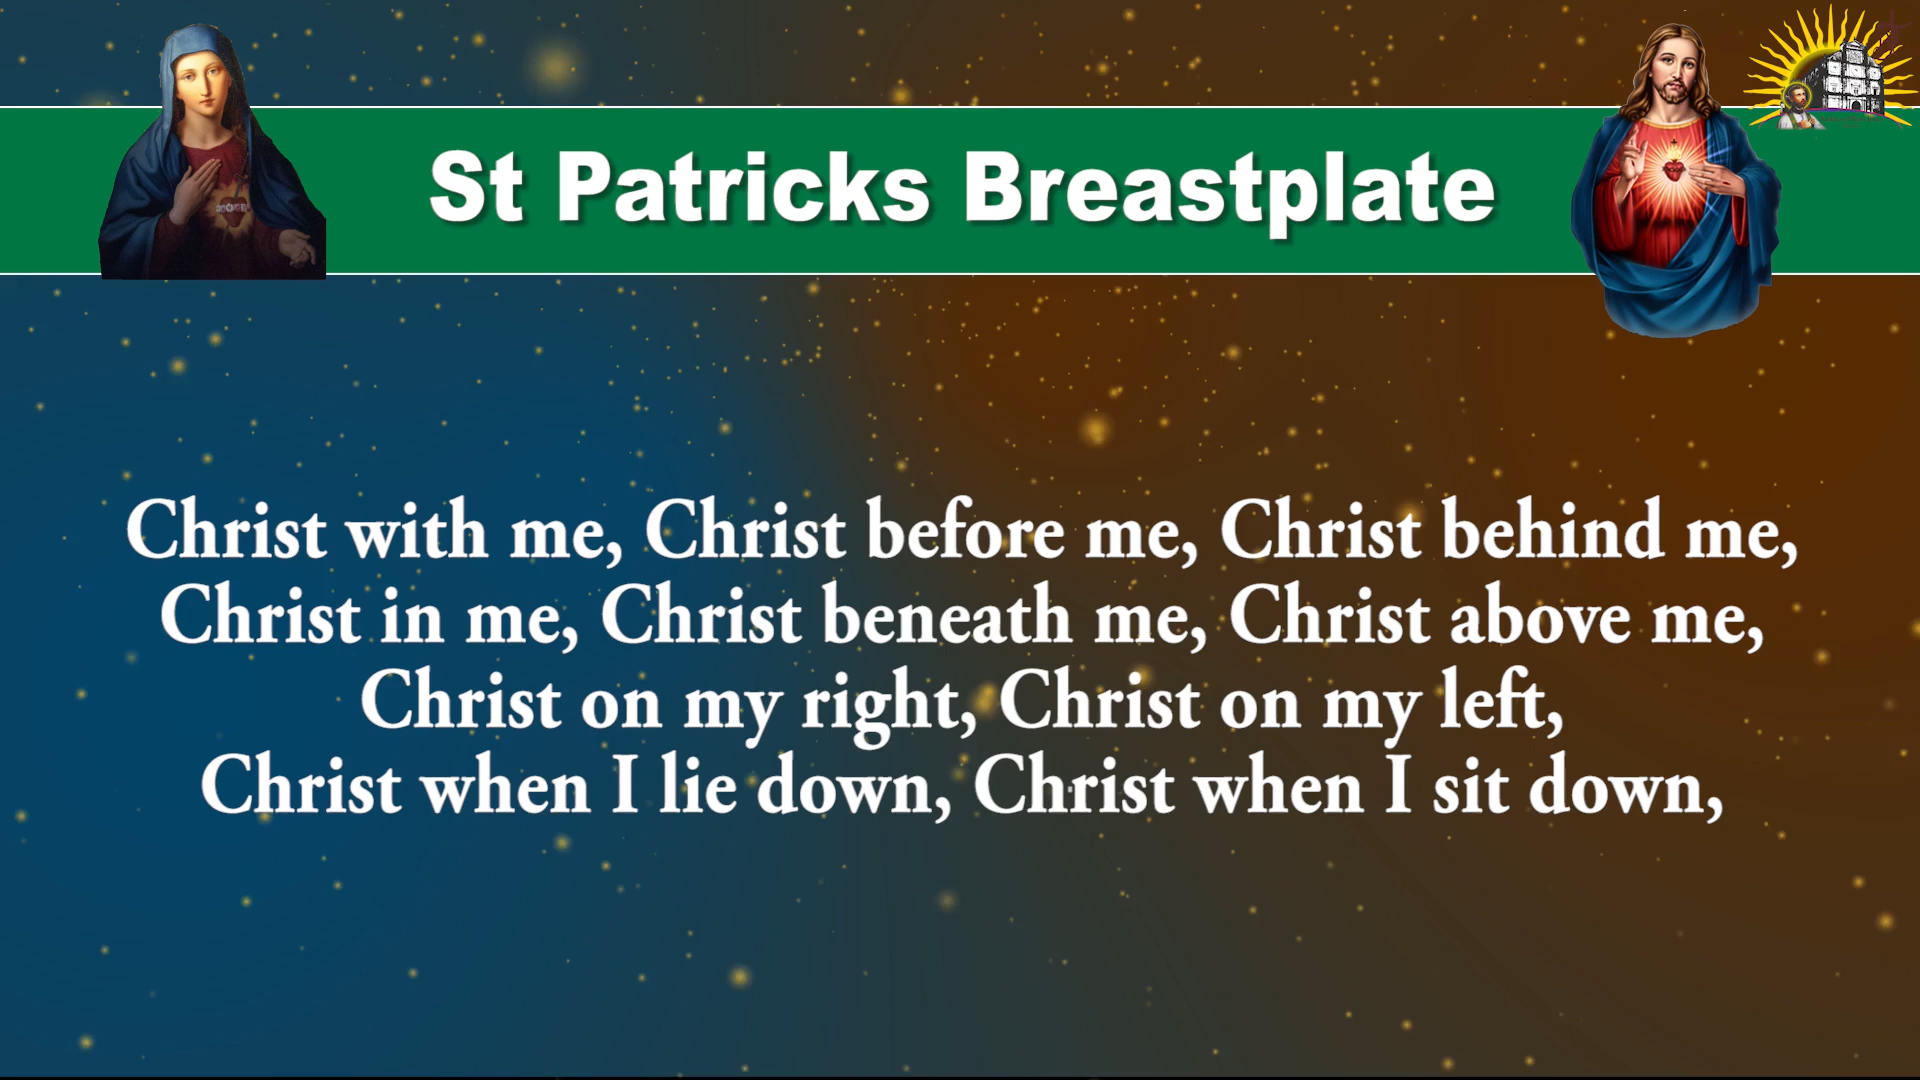 St Patricks Breastplate
Christ with me, Christ before me, Christ behind me,
Christ in me, Christ beneath me, Christ above me,
Christ on my right, Christ on my left,
Christ when I lie down, Christ when I sit down,